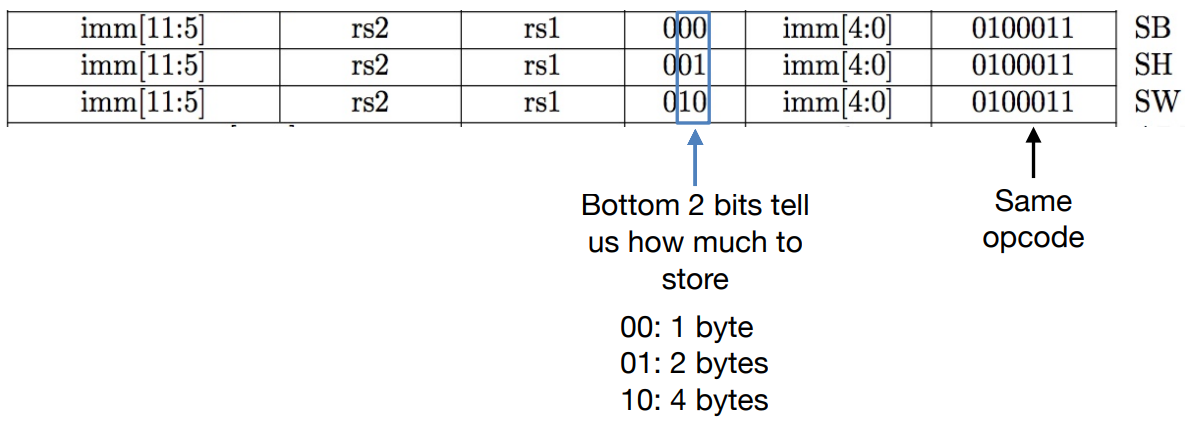 imm[11:5] rs2 rs1 000 imm[4:0] 0100011 SB
imm[11:5] rs2 rs1 001 imm[4:0] 0100011 SH
imm[11:5] rs2 rs1 010 imm[4:0] 0100011 SW
Bottom 2 bits tell
us how much to
store
00: 1 byte
01: 2 bytes
10: 4 bytes
Same
opcode